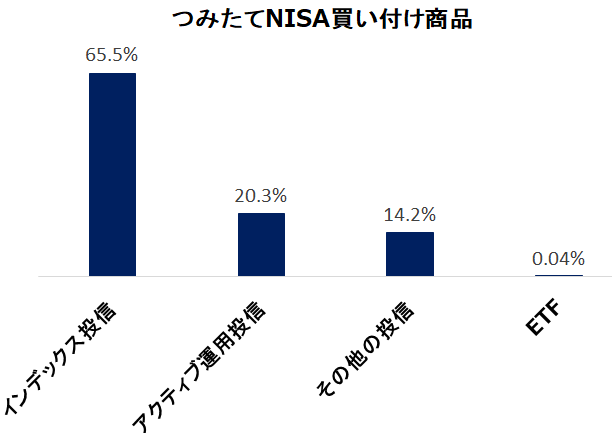 つみたてNISA買い付け商品
65.5%
20.3%
14.2%
0.04%
インデックス投信
アクティブ運用投信
その他の投信
ETF